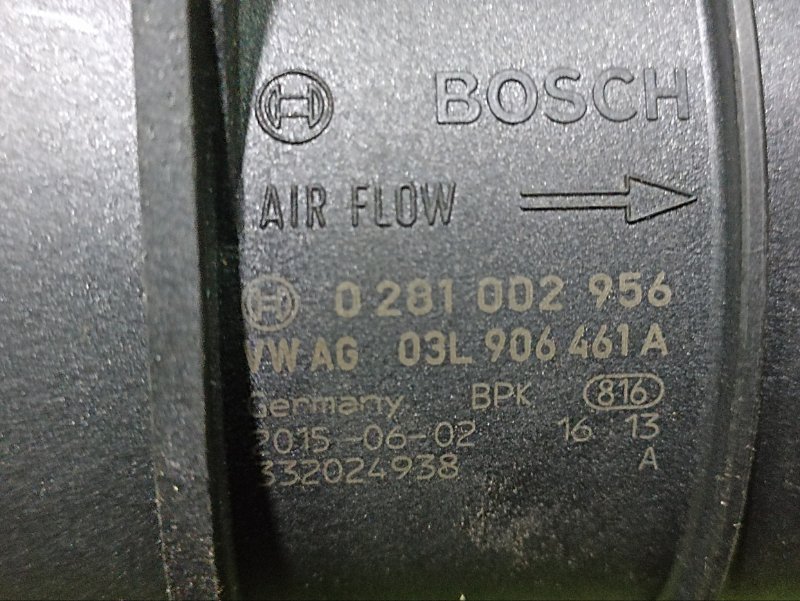 BOSCH
AIR FLOW
0 281 002 956
VW AG 03L 906 461 A
Germany BPK 816
2015-06-02 16 13
332024938 A